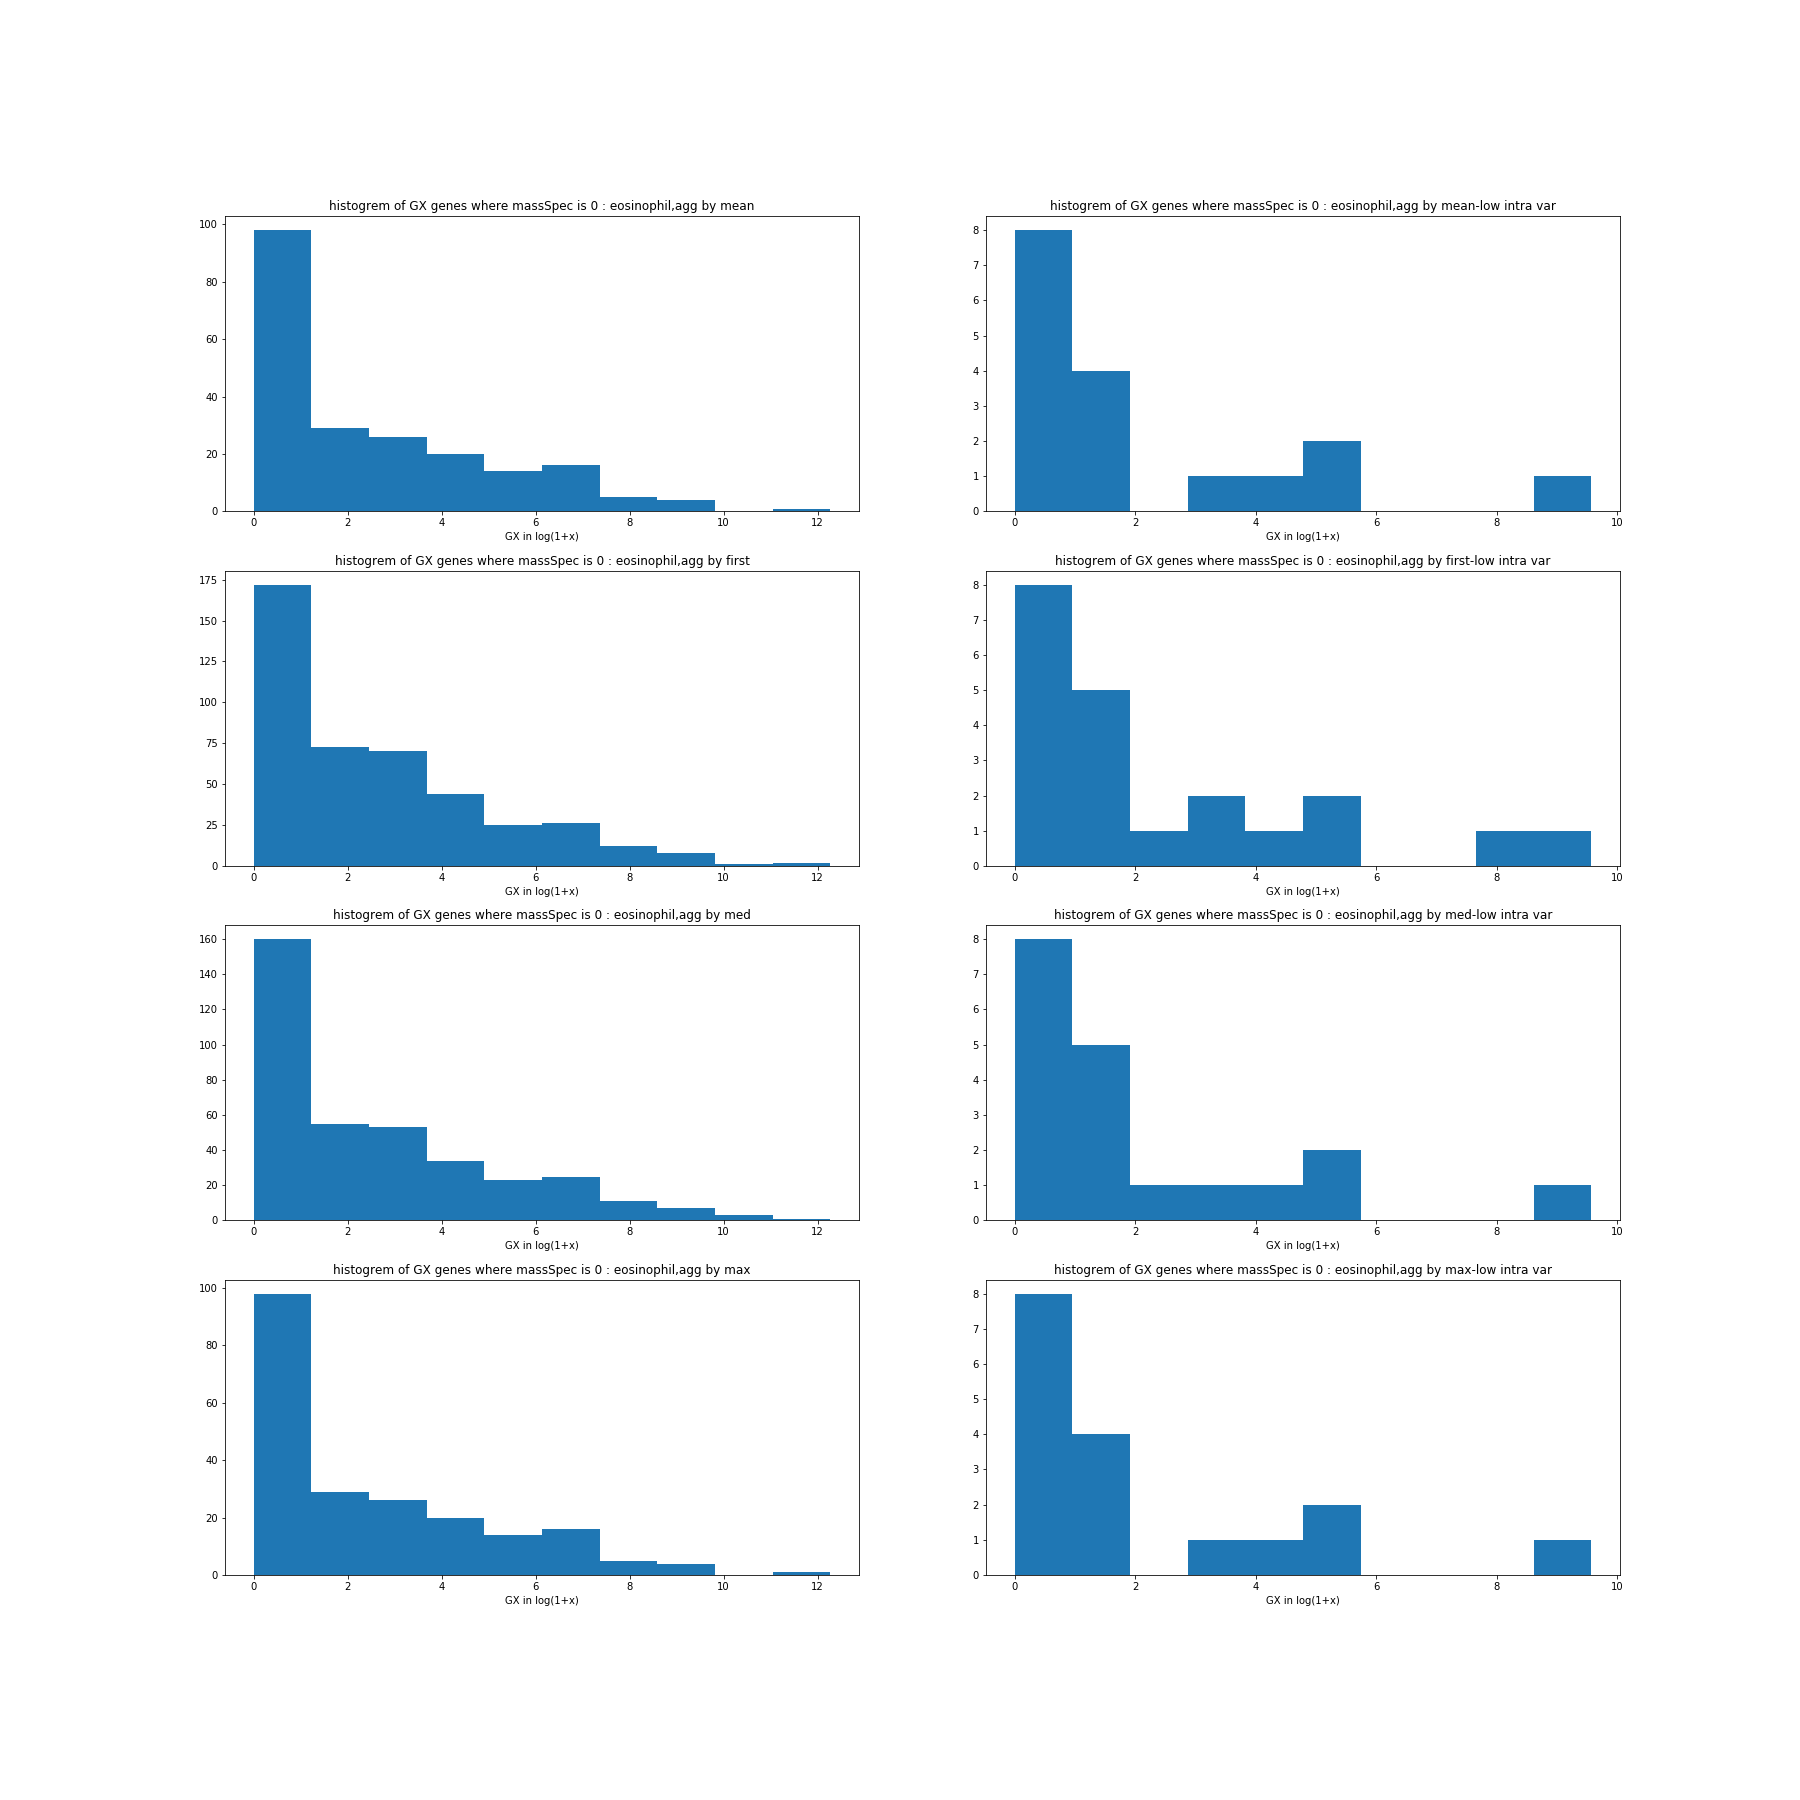 histogrem of GX genes where massSpec is 0 : eosinophil,agg by mean
100
80
60
40
20
0
0 2 4 6 8 10 12
GX in log(1+x)
histogrem of GX genes where massSpec is 0 : eosinophil,agg by mean-low intra var
8
7
6
5
4
3
2
1
0
0 2 4 6 8 10
GX in log(1+x)
histogrem of GX genes where massSpec is 0 : eosinophil,agg by first
175
150
125
100
75
50
25
0
0 2 4 6 8 10 12
GX in log(1+x)
histogrem of GX genes where massSpec is 0 : eosinophil,agg by first-low intra var
8
7
6
5
4
3
2
1
0
0 2 4 6 8 10
GX in log(1+x)
histogrem of GX genes where massSpec is 0 : eosinophil,agg by med
160
140
120
100
80
60
40
20
0
0 2 4 6 8 10 12
GX in log(1+x)
histogrem of GX genes where massSpec is 0 : eosinophil,agg by med-low intra var
8
7
6
5
4
3
2
1
0
0 2 4 6 8 10
GX in log(1+x)
histogrem of GX genes where massSpec is 0 : eosinophil,agg by max
100
80
60
40
20
0
0 2 4 6 8 10 12
GX in log(1+x)
histogrem of GX genes where massSpec is 0 : eosinophil,agg by max-low intra var
8
7
6
5
4
3
2
1
0
0 2 4 6 8 10
GX in log(1+x)